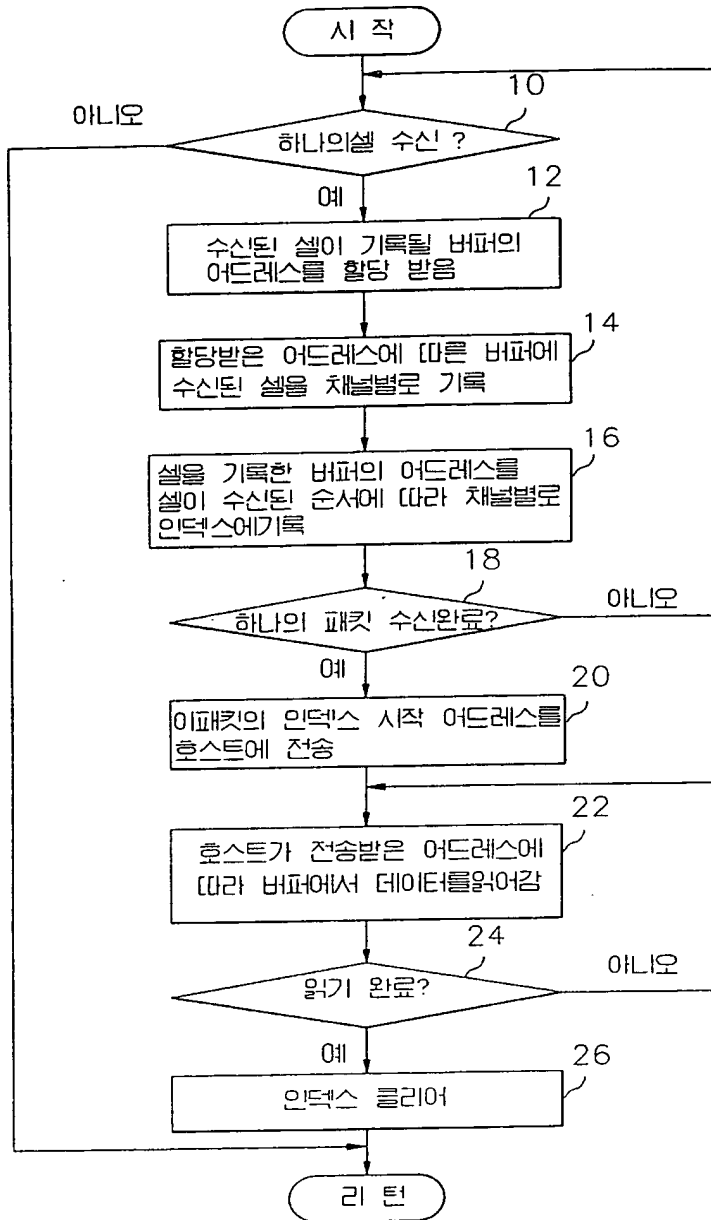 시 작
아니오
10
하나의셀 수신 ?
예
12
수신된 셀이 기록될 버퍼의
어드레스를 할당 받음
14
할당받은 어드레스에 따른 버퍼에
수신된 셀을 채널별로 기록
16
셀을 기록한 버퍼의 어드레스를
셀이 수신된 순서에 따라 채널별로
인덱스에기록
18
하나의 패킷 수신완료?
아니오
예
20
이패킷의 인덱스 시작 어드레스를
호스트에 전송
22
호스트가 전송받은 어드레스에
따라 버퍼에서 데이터를읽어감
24
읽기 완료?
아니오
예
26
인덱스 클리어
리 턴